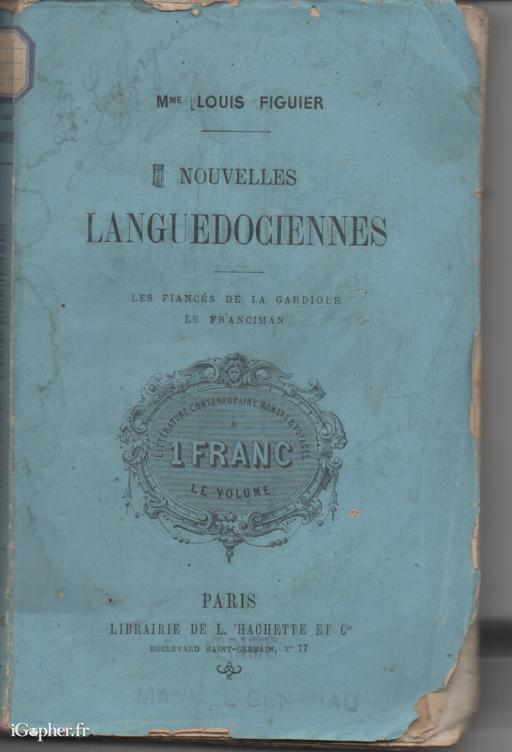 Mme LOUIS FIGUIER
NOUVELLES
LANGUEDOCIENNES
LES FIANCÉS DE LA GARDIOLE
LE FRANCIMAN
LITTÉRATURE CONTEMPORAINE ROMANS & VOYAGES
A
1 FRANC
LE VOLUME
PARIS
LIBRAIRIE DE L. HACHETTE ET Cie
BOULEVARD SAINT-GERMAIN, No 77
iGopher.fr